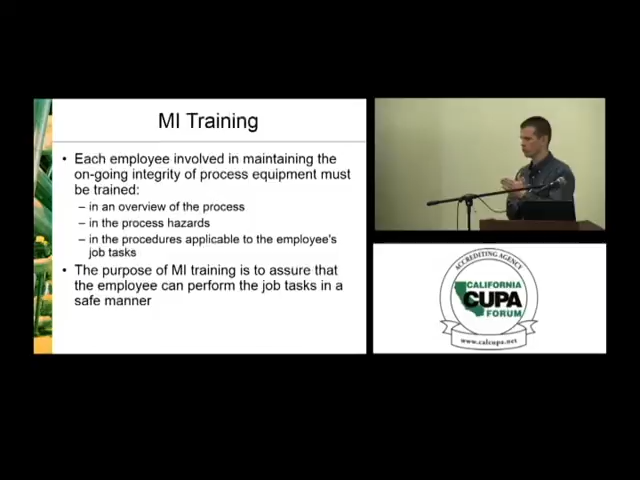 MI Training
• Each employee involved in maintaining the
on-going integrity of process equipment must
be trained:
– in an overview of the process
– in the process hazards
– in the procedures applicable to the employee's
job tasks
• The purpose of MI training is to assure that
the employee can perform the job tasks in a
safe manner
ACCREDITING AGENCY
CALIFORNIA
CUPA
FORUM
www.calcupa.net